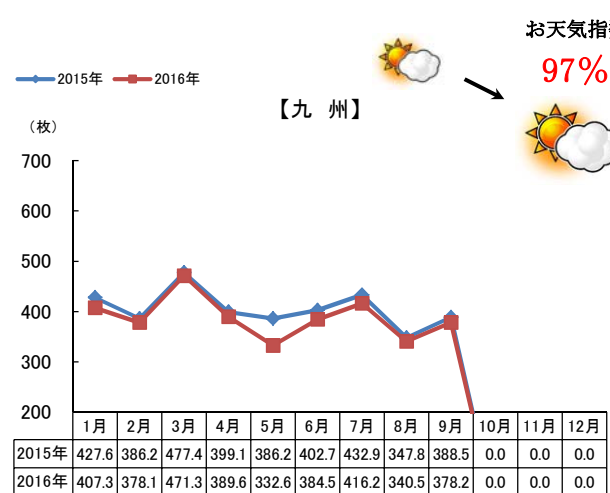 お天気指
97%
2015年 2016年
【九 州】
（枚）
700
600
500
400
300
200
1月 2月 3月 4月 5月 6月 7月 8月 9月 10月 11月 12月
2015年 427.6 386.2 477.4 399.1 386.2 402.7 432.9 347.8 388.5 0.0 0.0 0.0
2016年 407.3 378.1 471.3 389.6 332.6 384.5 416.2 340.5 378.2 0.0 0.0 0.0